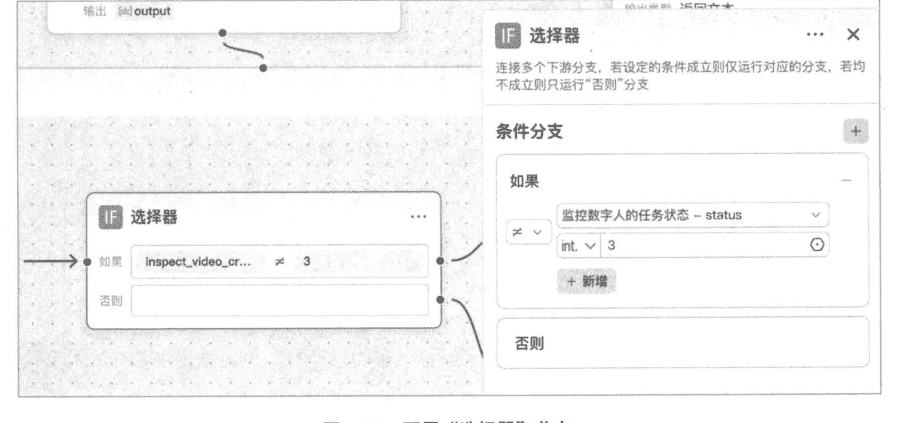 输出 output
选择器
如果 inspect_video_cr... ≠ 3
否则
选择器
连接多个下游分支，若设定的条件成立则仅运行对应的分支，若均
不成立则只运行“否则”分支
条件分支
如果
≠
监控数字人的任务状态 - status
int. 3
+ 新增
否则